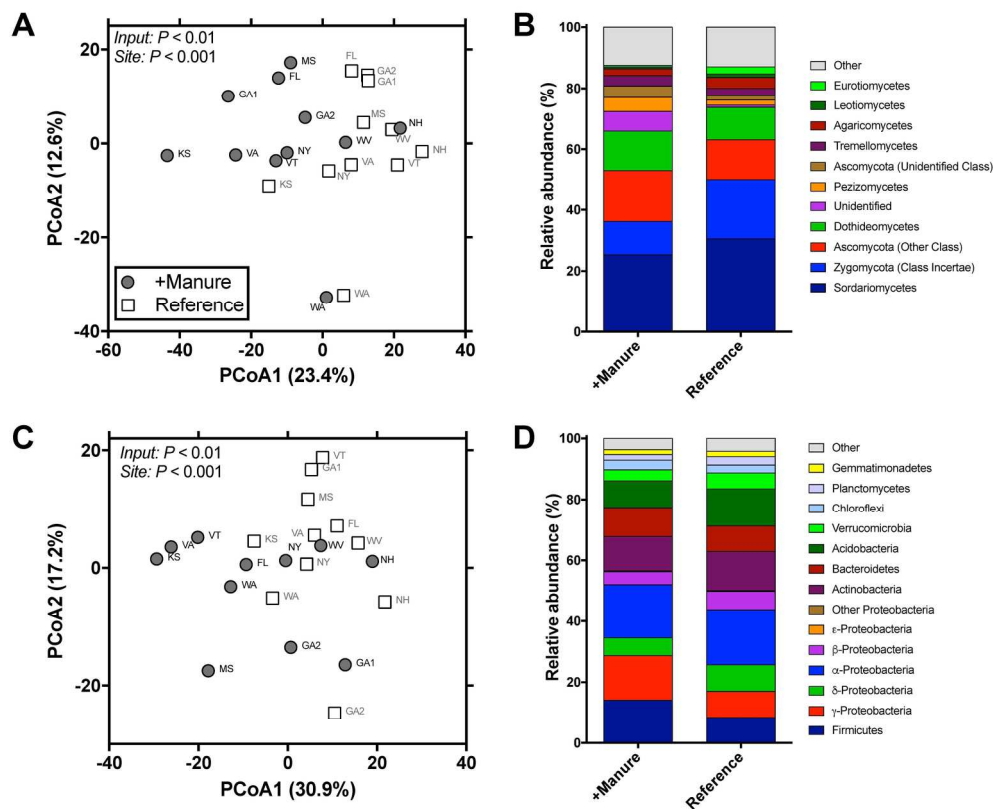 A
Input: P < 0.01
Site: P < 0.001
PCoA2 (12.6%)
20
0
-20
-40
MS
FL
GA1
GA2
KS
VA
NY
VT
WV
NH
WA
FL
GA2
GA1
MS
WV
NH
VT
VA
NY
KS
WA
+Manure
Reference
-60
-40
-20
0
20
40
PCoA1 (23.4%)
B
Relative abundance (%)
100
80
60
40
20
0
+Manure
Reference
Other
Eurotiomycetes
Leotiomycetes
Agaricomycetes
Tremellomycetes
Ascomycota (Unidentified Class)
Pezizomycetes
Unidentified
Dothideomycetes
Ascomycota (Other Class)
Zygomycota (Class Incertae)
Sordariomycetes
C
Input: P < 0.01
Site: P < 0.001
PCoA2 (17.2%)
20
0
-20
VT
GA1
MS
FL
VA
WV
KS
NY
WA
NH
GA2
VT
VA
KS
FL
NY
WV
NH
WA
GA2
GA1
MS
-40
-20
0
20
40
PCoA1 (30.9%)
D
Relative abundance (%)
100
80
60
40
20
0
+Manure
Reference
Other
Gemmatimonadetes
Planctomycetes
Chloroflexi
Verrucomicrobia
Acidobacteria
Bacteroidetes
Actinobacteria
Other Proteobacteria
ε-Proteobacteria
β-Proteobacteria
α-Proteobacteria
δ-Proteobacteria
γ-Proteobacteria
Firmicutes